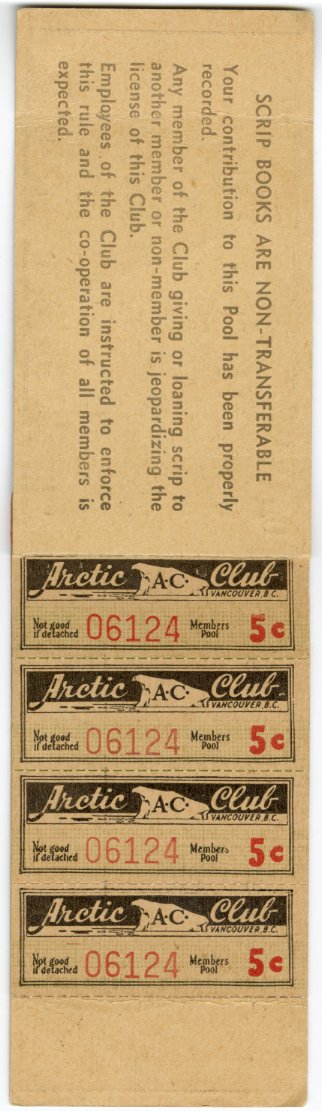 SCRIP BOOKS ARE NON-TRANSFERABLE
Your contribution to this Pool has been properly
recorded.
Any member of the Club giving or loaning scrip to
another member or non-member is jeopardizing the
license of this Club.
Employees of the Club are instructed to enforce
this rule and the co-operation of all members is
expected.
Arctic A·C· Club
VANCOUVER, B.C.
Not good if detached 06124 Members Pool 5c
Arctic A·C· Club
VANCOUVER, B.C.
Not good if detached 06124 Members Pool 5c
Arctic A·C· Club
VANCOUVER, B.C.
Not good if detached 06124 Members Pool 5c
Arctic A·C· Club
VANCOUVER, B.C.
Not good if detached 06124 Members Pool 5c